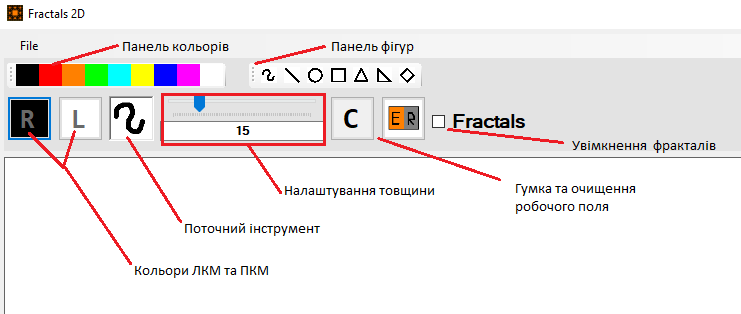 Fractals 2D
File
Панель кольорів
Панель фігур
R
L
15
C
E R
Fractals
Увімкнення фракталів
Налаштування товщини
Гумка та очищення
робочого поля
Поточний інструмент
Кольори ЛКМ та ПКМ